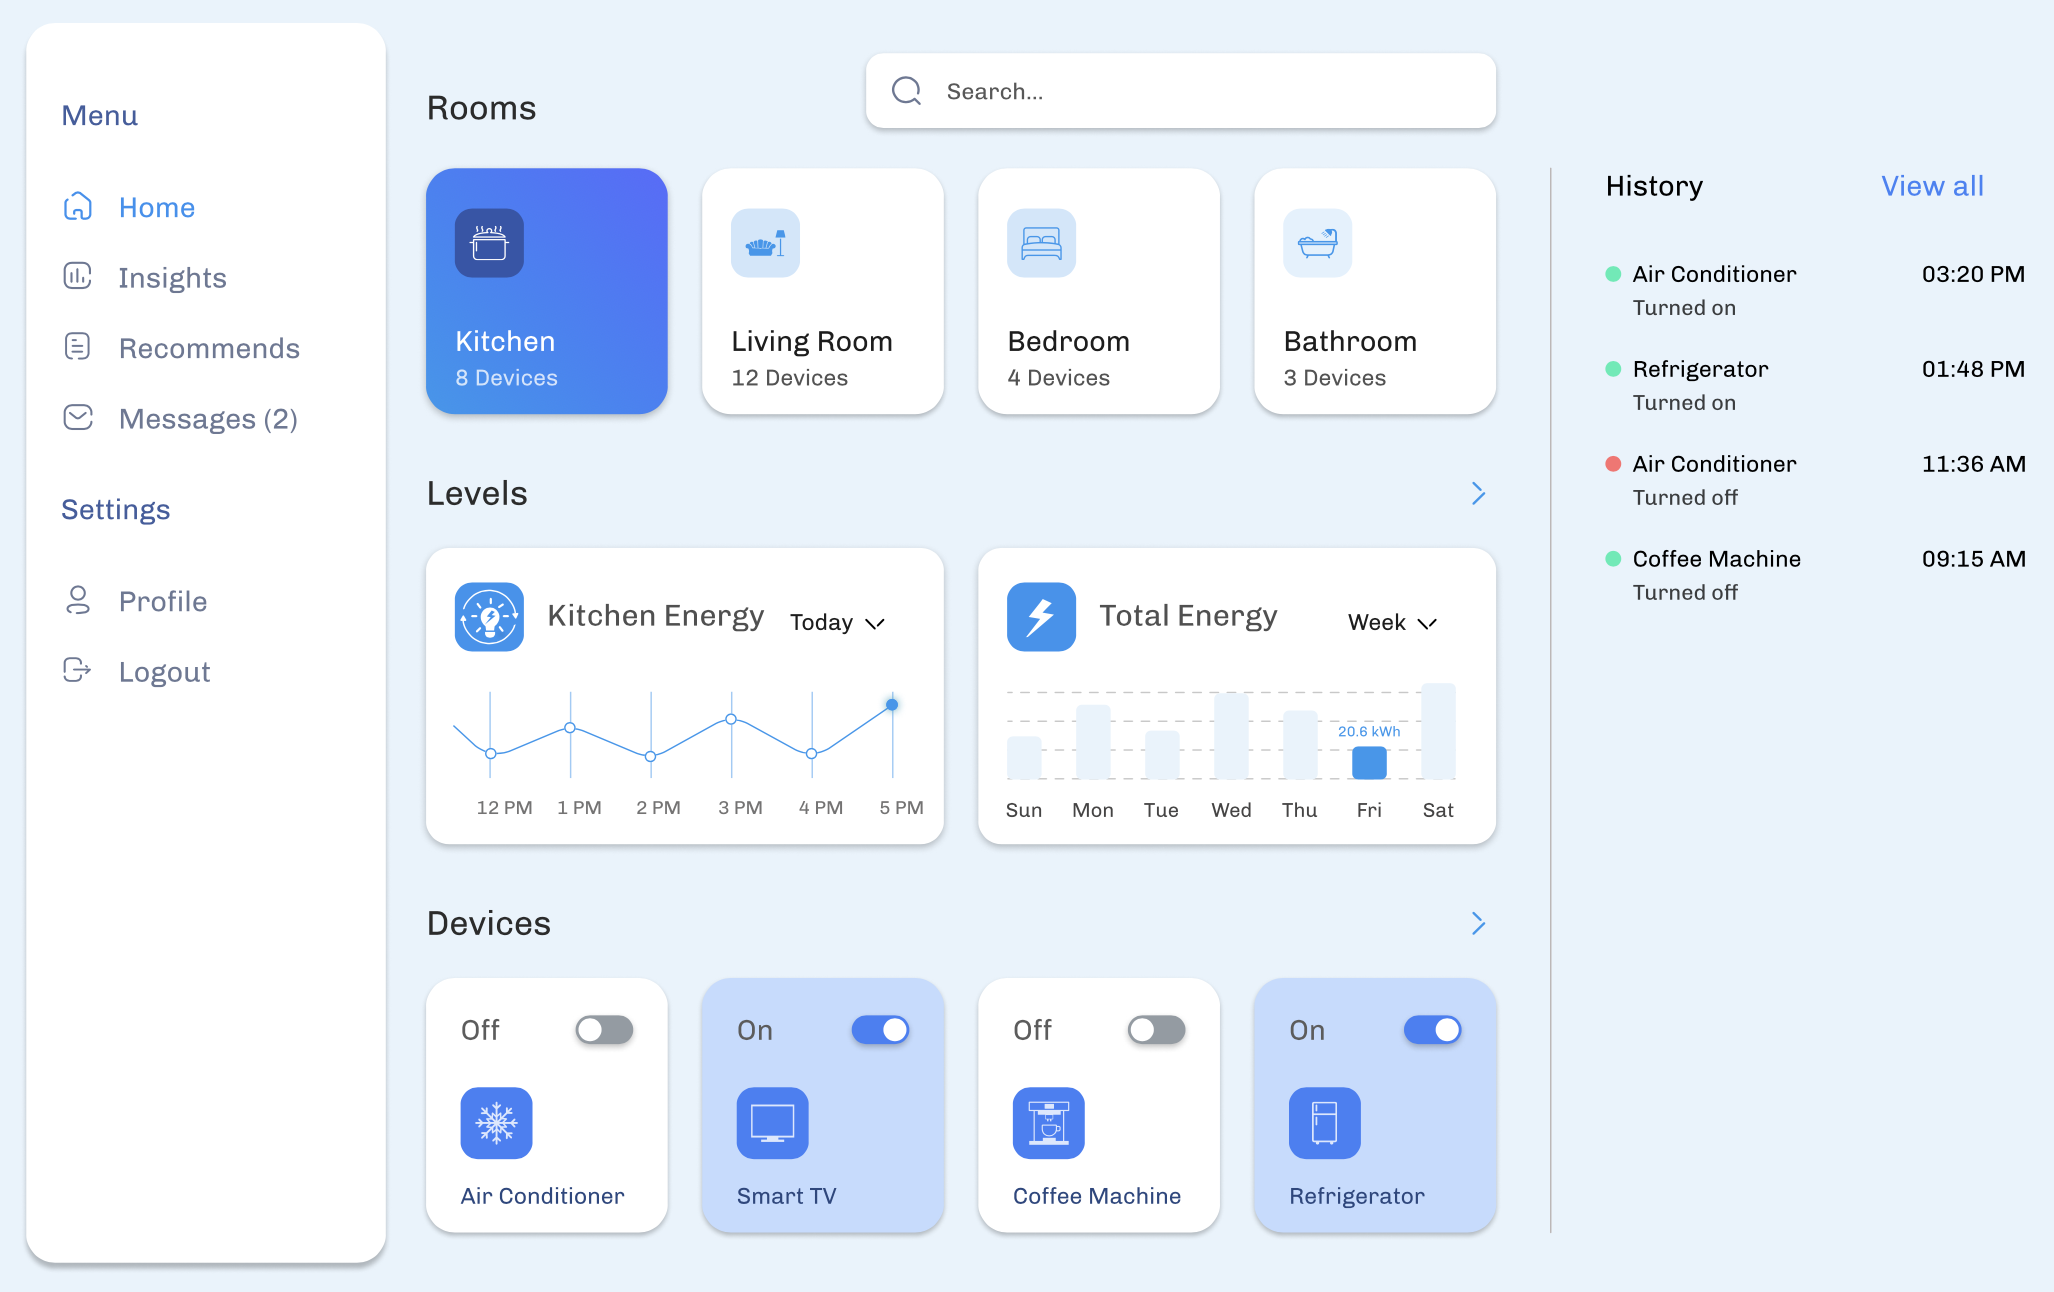 Menu
Home
Insights
Recommends
Messages (2)
Settings
Profile
Logout
Rooms
Search...
Kitchen
8 Devices
Living Room
12 Devices
Bedroom
4 Devices
Bathroom
3 Devices
Levels
Kitchen Energy
Today
12 PM 1 PM 2 PM 3 PM 4 PM 5 PM
Total Energy
Week
20.6 kWh
Sun Mon Tue Wed Thu Fri Sat
Devices
Off
Air Conditioner
On
Smart TV
Off
Coffee Machine
On
Refrigerator
History View all
Air Conditioner 03:20 PM
Turned on
Refrigerator 01:48 PM
Turned on
Air Conditioner 11:36 AM
Turned off
Coffee Machine 09:15 AM
Turned off